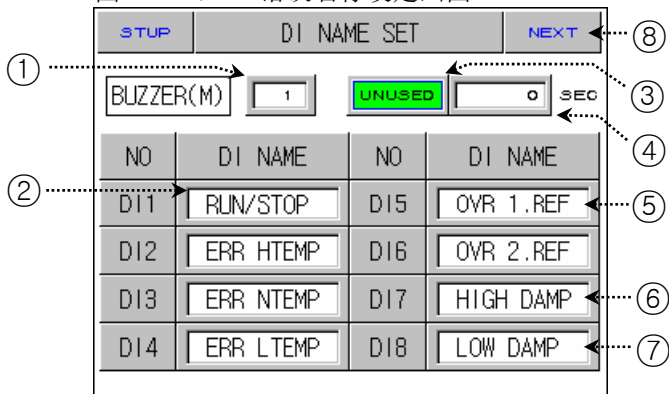 STUP DI NAME SET NEXT ⑧
① BUZZER(M) 1 UNUSED 0 SEC ③
④
NO DI NAME NO DI NAME
② DI1 RUN/STOP DI5 OVR 1.REF ⑤
DI2 ERR HTEMP DI6 OVR 2.REF
DI3 ERR NTEMP DI7 HIGH DAMP ⑥
DI4 ERR LTEMP DI8 LOW DAMP ⑦